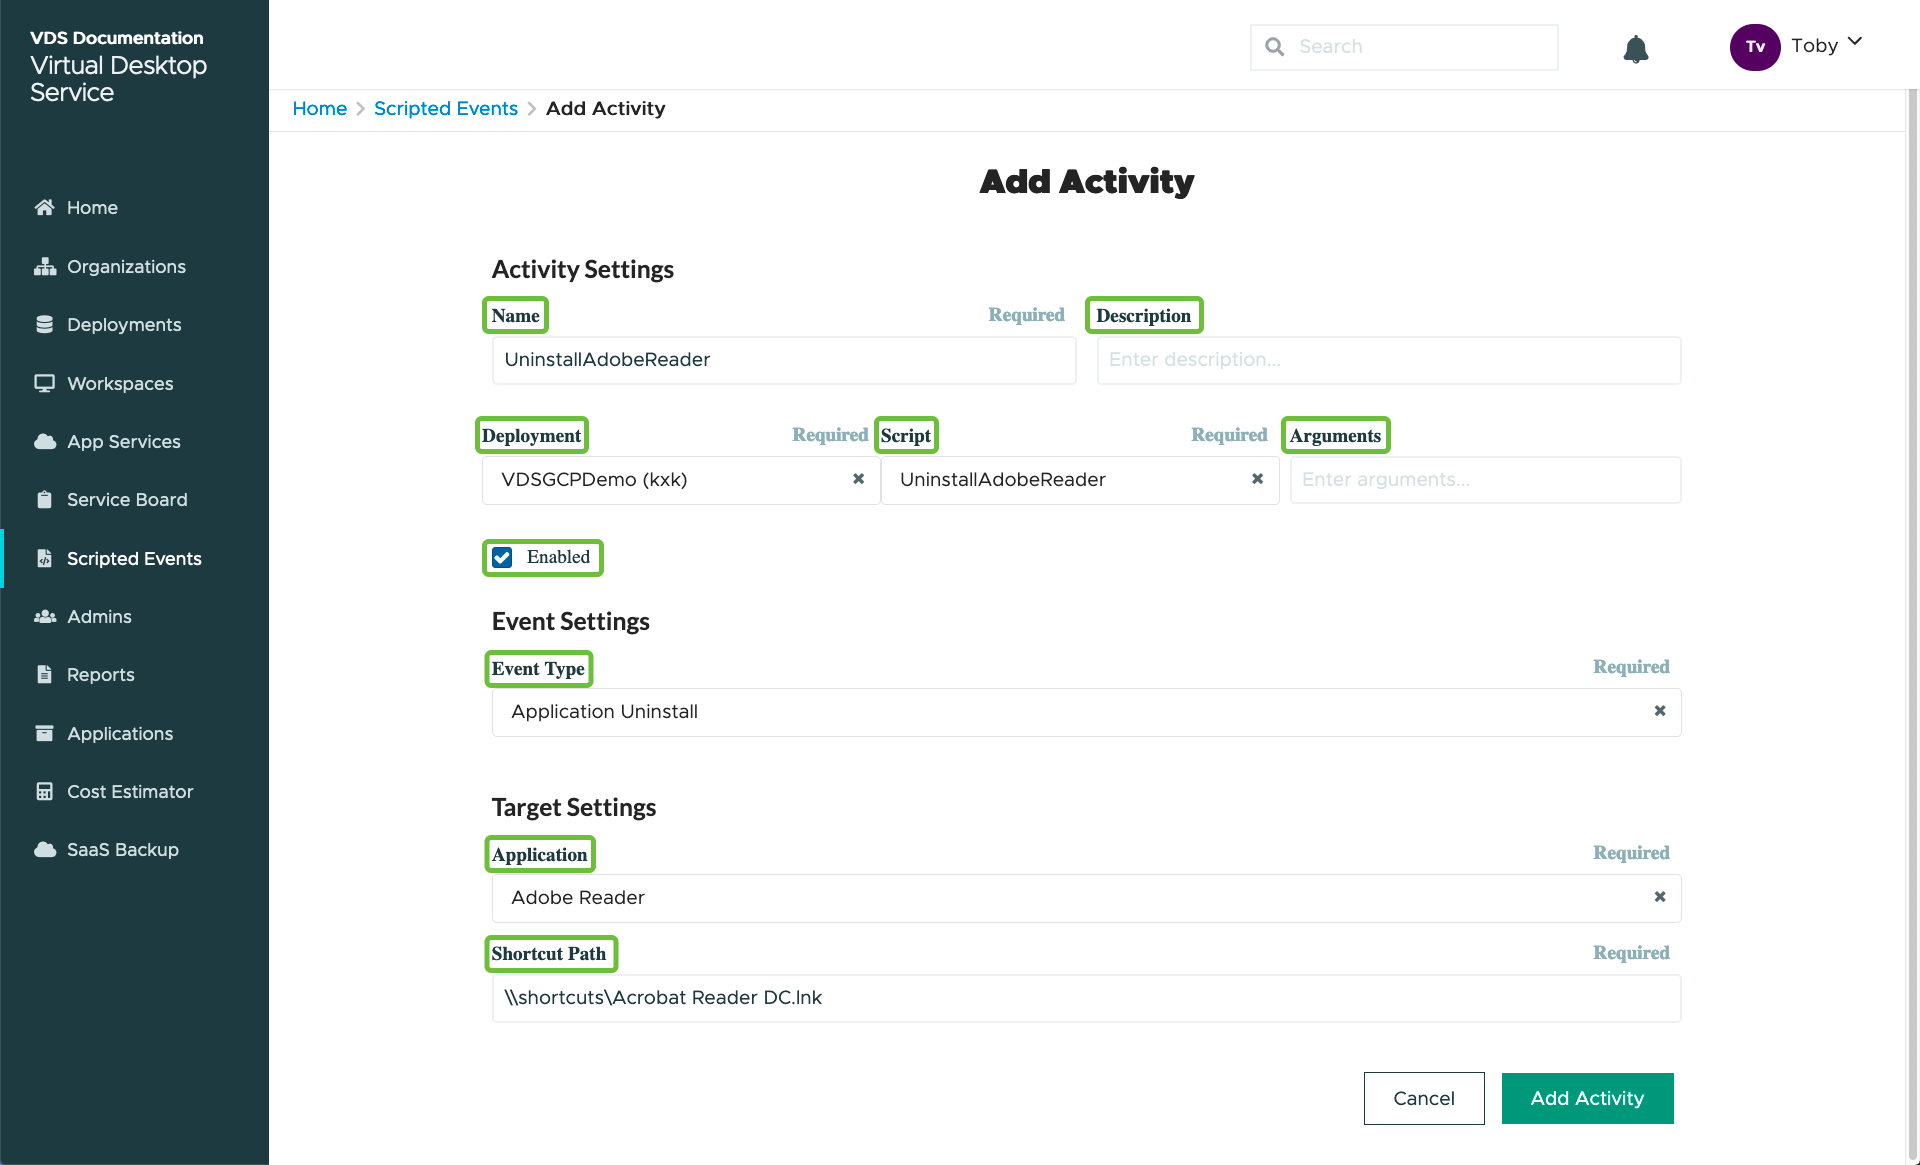 VDS Documentation
Virtual Desktop
Service
Search
Tv
Toby
Home
Scripted Events
Add Activity
Home
Organizations
Deployments
Workspaces
App Services
Service Board
Scripted Events
Admins
Reports
Applications
Cost Estimator
SaaS Backup
Add Activity
Activity Settings
Name Required Description
UninstallAdobeReader Enter description...
Deployment Required Script Required Arguments
VDSGCPDemo (kxk) UninstallAdobeReader Enter arguments...
Enabled
Event Settings
Event Type Required
Application Uninstall
Target Settings
Application Required
Adobe Reader
Shortcut Path Required
\\shortcuts\Acrobat Reader DC.lnk
Cancel Add Activity